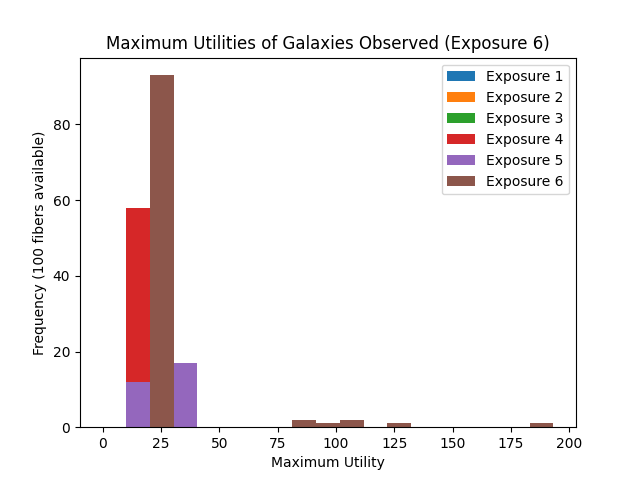 Maximum Utilities of Galaxies Observed (Exposure 6)
Exposure 1
Exposure 2
Exposure 3
Exposure 4
Exposure 5
Exposure 6
Frequency (100 fibers available)
80
60
40
20
0
0 25 50 75 100 125 150 175 200
Maximum Utility